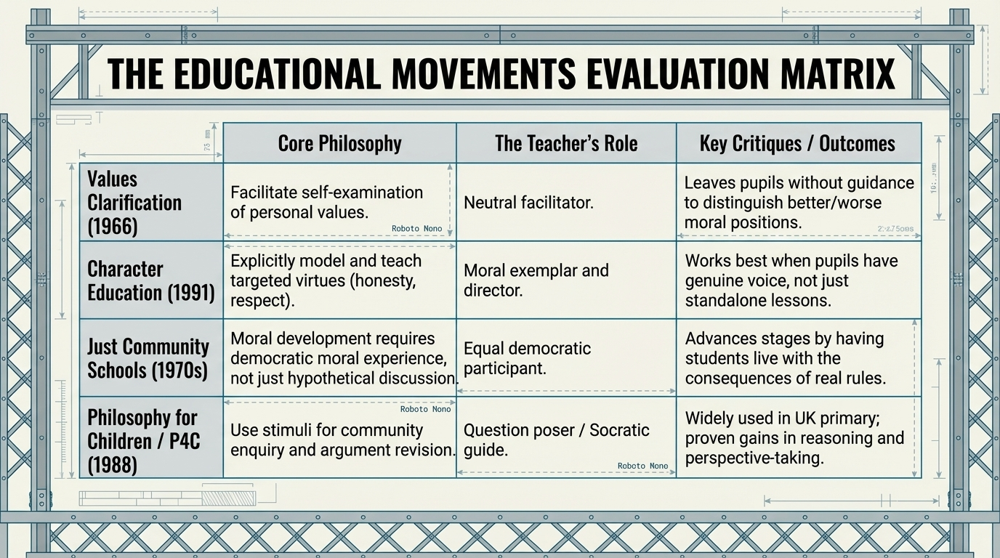 THE EDUCATIONAL MOVEMENTS EVALUATION MATRIX
Core Philosophy
The Teacher's Role
Key Critiques / Outcomes
Values
Clarification
(1966)
Facilitate self-examination
of personal values.
Roboto Nono
Neutral facilitator.
Leaves pupils without guidance
to distinguish better/worse
moral positions.
Character
Education (1991)
Explicitly model and teach
targeted virtues (honesty,
respect).
Moral exemplar and
director.
Works best when pupils have
genuine voice, not just
standalone lessons.
Just Community
Schools (1970s)
Moral development requires
democratic moral experience,
not just hypothetical discussion.
Equal democratic
participant.
Advances stages by having
students live with the
consequences of real rules.
Philosophy for
Children / P4C
(1988)
Roboto Nono
Use stimuli for community
enquiry and argument revision.
Question poser / Socratic
guide.
Roboto Nono
Widely used in UK primary;
proven gains in reasoning and
perspective-taking.